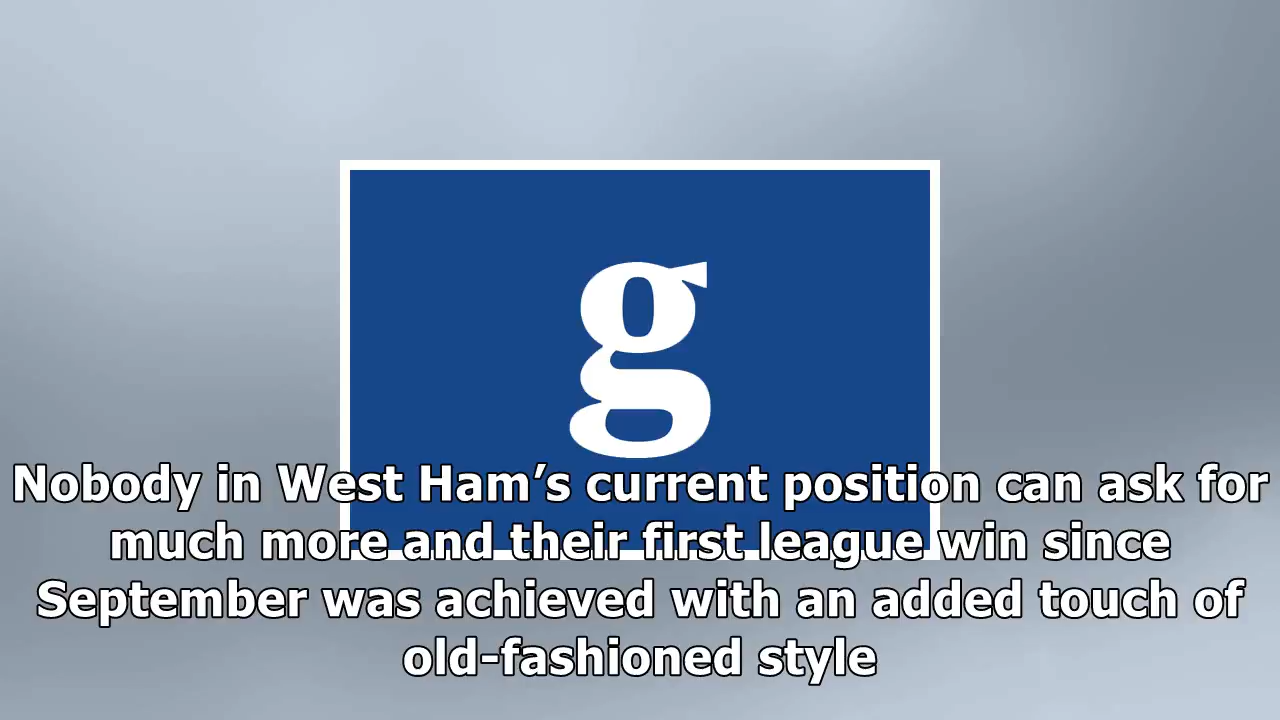 g
Nobody in West Ham’s current position can ask for
much more and their first league win since
September was achieved with an added touch of
old-fashioned style